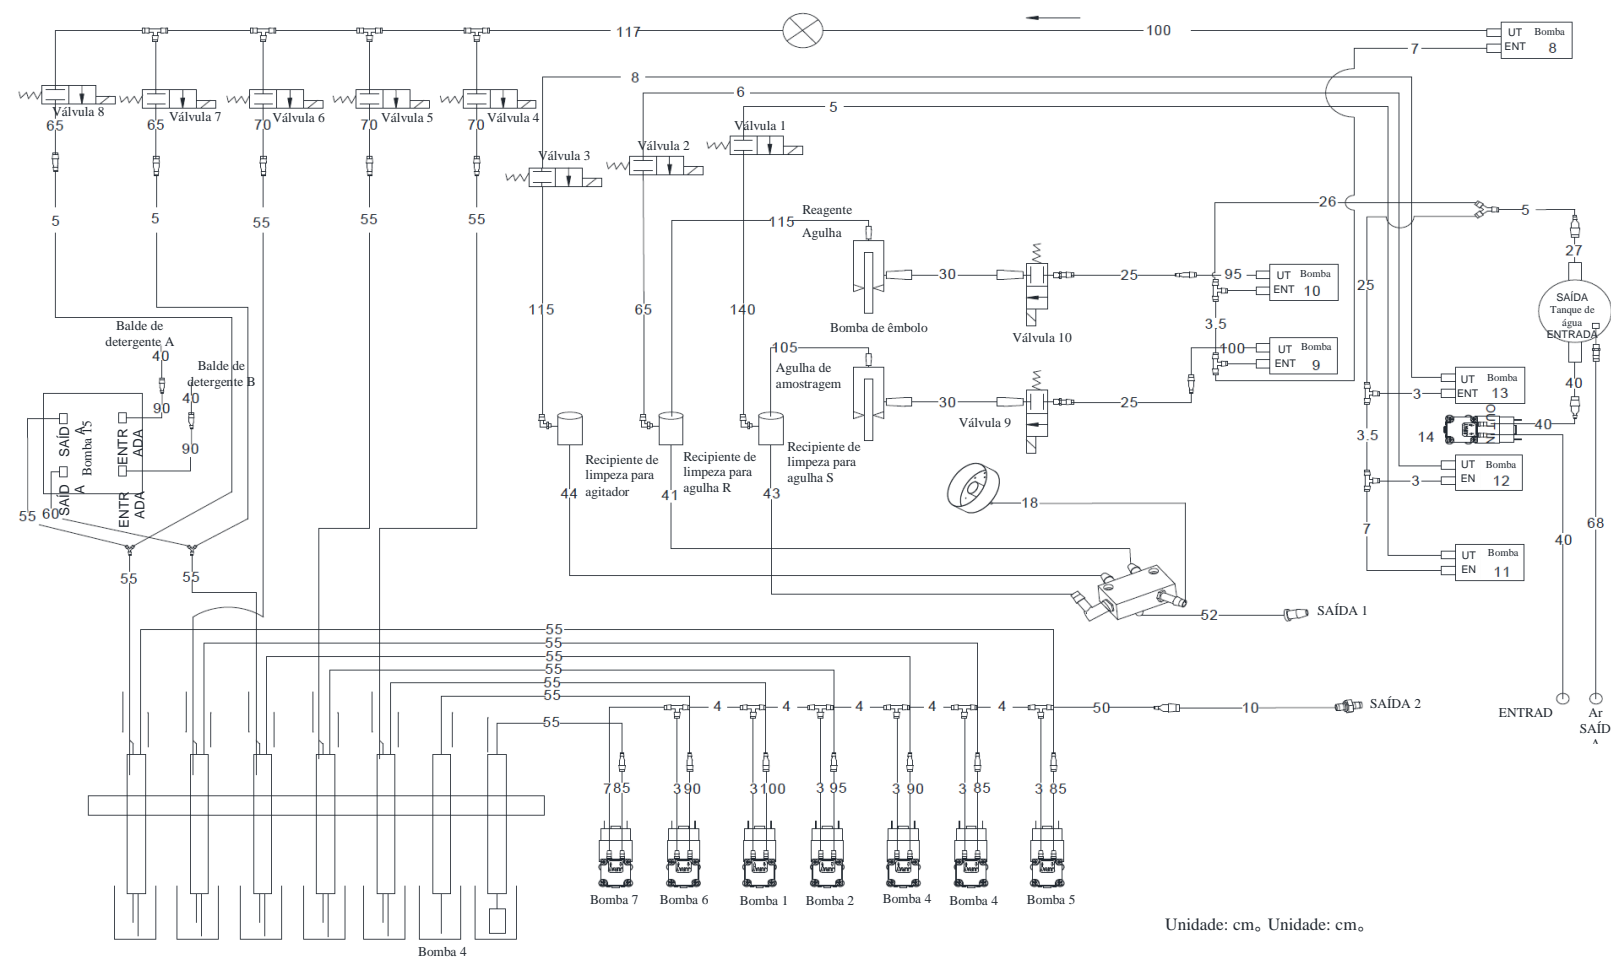 117
100
UT Bomba
ENT 8
7
8
6
5
Válvula 8
Válvula 7
Válvula 6
Válvula 5
Válvula 4
65
65
70
70
70
Válvula 3
Válvula 2
Válvula 1
5
5
55
55
55
115
Reagente
Agulha
26
5
27
30
25
95
UT Bomba
ENT 10
25
SAÍDA
Tanque de
água
ENTRADA
115
65
140
Bomba de êmbolo
Válvula 10
3.5
Balde de
detergente A
40
105
100
UT Bomba
ENT 9
Balde de
detergente B
40
Agulha de
amostragem
90
90
30
Válvula 9
25
UT Bomba
ENT 13
3
40
SAÍD
A
Bomba 15
ENTR
ADA
SAÍD
A
ENTR
ADA
14
OUT IN
40
3.5
Recipiente de
limpeza para
agitador
Recipiente de
limpeza para
agulha R
Recipiente de
limpeza para
agulha S
UT Bomba
EN 12
3
44
41
43
18
55
60
7
68
40
UT Bomba
EN 11
55
55
52
SAÍDA 1
55
55
55
55
55
55
55
4
4
4
4
4
50
10
SAÍDA 2
ENTRAD
Ar
SAÍD
A
7 85
3 90
3 100
3 95
3 90
3 85
3 85
Bomba 7
Bomba 6
Bomba 1
Bomba 2
Bomba 4
Bomba 4
Bomba 5
Unidade: cm。Unidade: cm。
Bomba 4